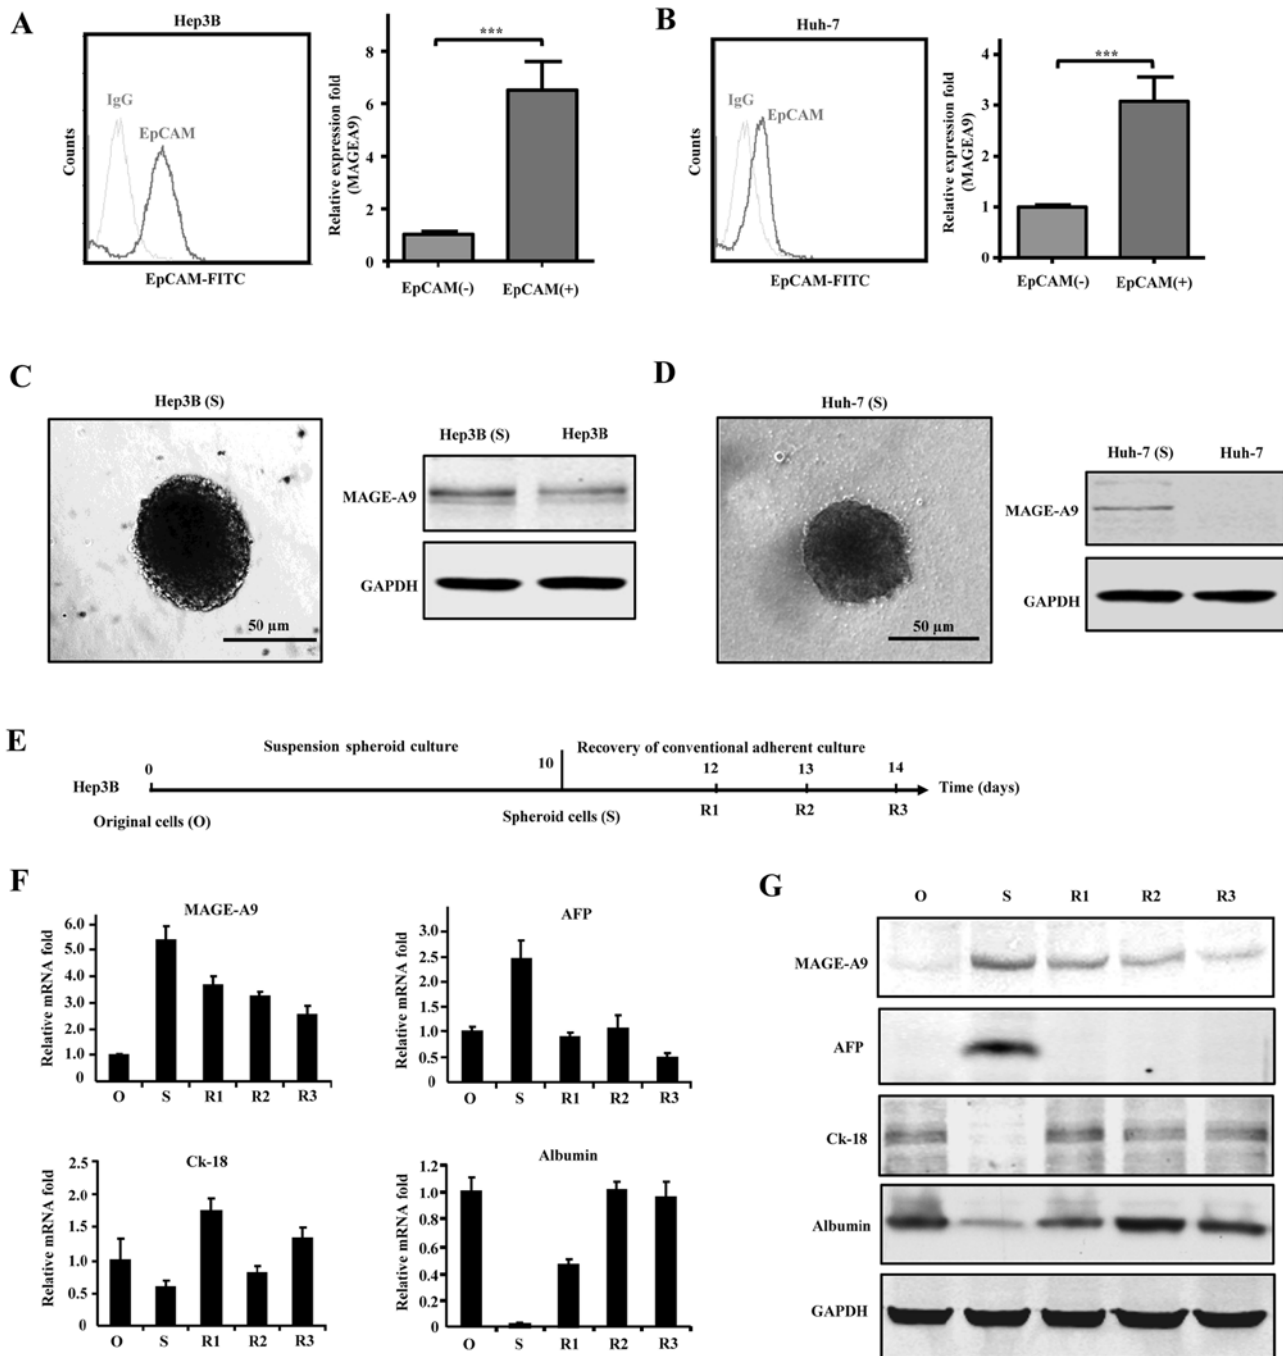 A
Hep3B
IgG
EpCAM
Counts
EpCAM-FITC
***
Relative expression fold
(MAGEA9)
8
6
4
2
0
EpCAM(-) EpCAM(+)
B
Huh-7
IgG
EpCAM
Counts
EpCAM-FITC
***
Relative expression fold
(MAGEA9)
4
3
2
1
0
EpCAM(-) EpCAM(+)
C
Hep3B (S)
50 µm
Hep3B (S) Hep3B
MAGE-A9
GAPDH
D
Huh-7 (S)
50 µm
Huh-7 (S) Huh-7
MAGE-A9
GAPDH
E
Suspension spheroid culture
Recovery of conventional adherent culture
0 10 12 13 14
Hep3B
Time (days)
Original cells (O) Spheroid cells (S) R1 R2 R3
F
MAGE-A9
Relative mRNA fold
6.0
5.0
4.0
3.0
2.0
1.0
0
O S R1 R2 R3
AFP
Relative mRNA fold
3.0
2.5
2.0
1.5
1.0
0.5
0
O S R1 R2 R3
Ck-18
Relative mRNA fold
2.5
2.0
1.5
1.0
0.5
0
O S R1 R2 R3
Albumin
Relative mRNA fold
1.2
1.0
0.8
0.6
0.4
0.2
0
O S R1 R2 R3
G
O S R1 R2 R3
MAGE-A9
AFP
Ck-18
Albumin
GAPDH